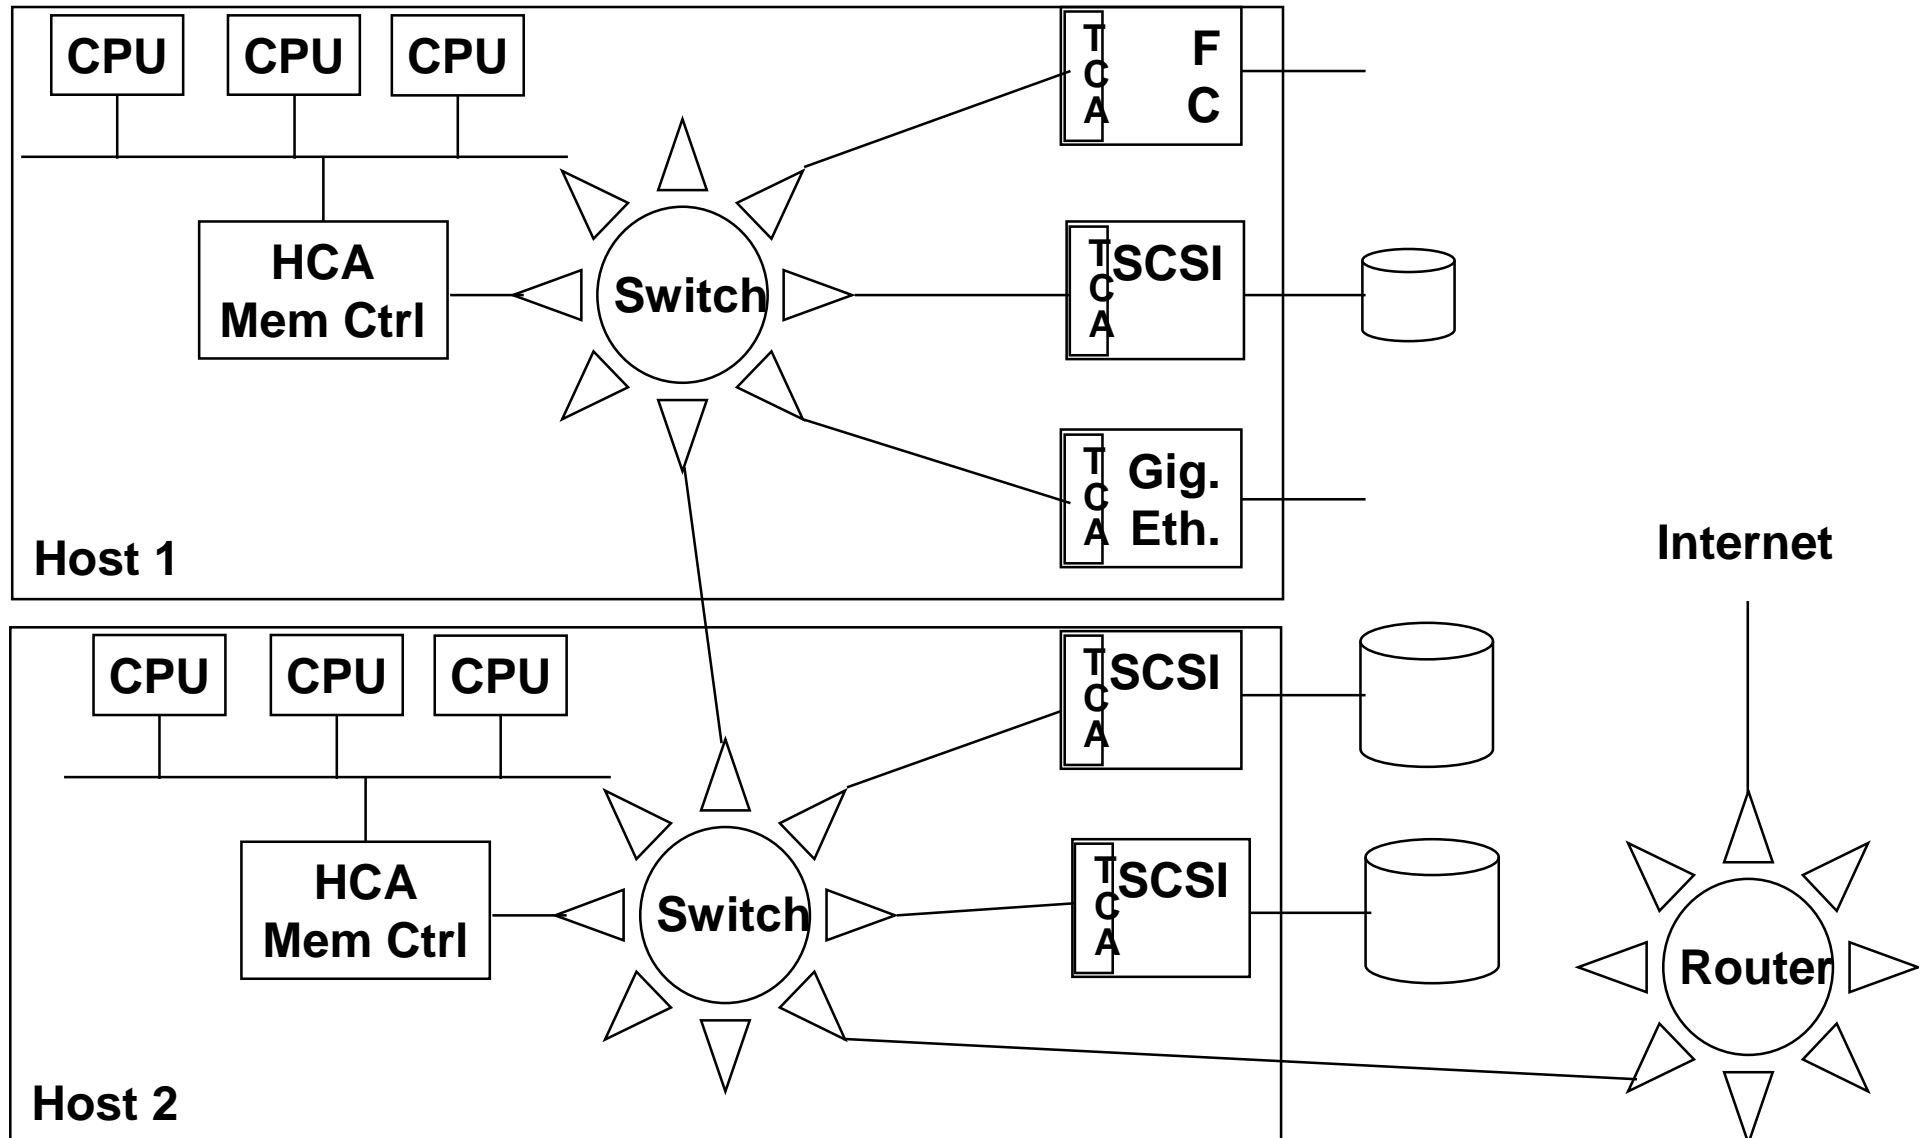 CPU CPU CPU
T
C
A
F
C
HCA
Mem Ctrl
Switch
T
C
A
SCSI
T
C
A
Gig.
Eth.
Host 1
Internet
CPU CPU CPU
T
C
A
SCSI
HCA
Mem Ctrl
Switch
T
C
A
SCSI
Router
Host 2